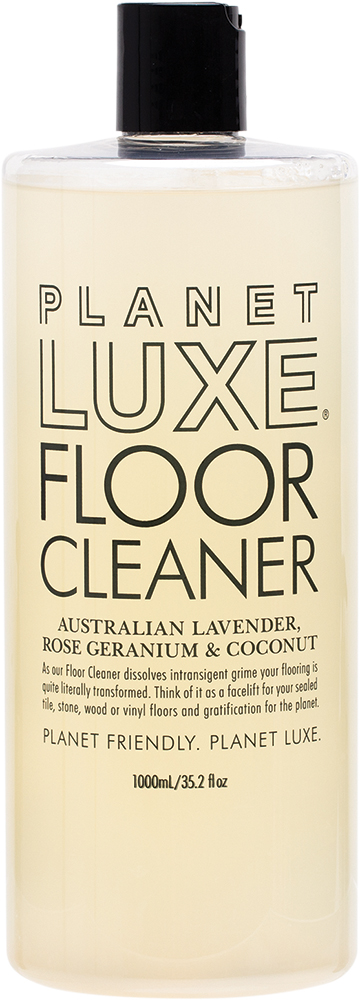 PLANET
LUXE®
FLOOR
CLEANER
AUSTRALIAN LAVENDER,
ROSE GERANIUM & COCONUT
As our Floor Cleaner dissolves intransigent grime your flooring is
quite literally transformed. Think of it as a facelift for your sealed
tile, stone, wood or vinyl floors and gratification for the planet.
PLANET FRIENDLY. PLANET LUXE.
1000mL/35.2 fl oz